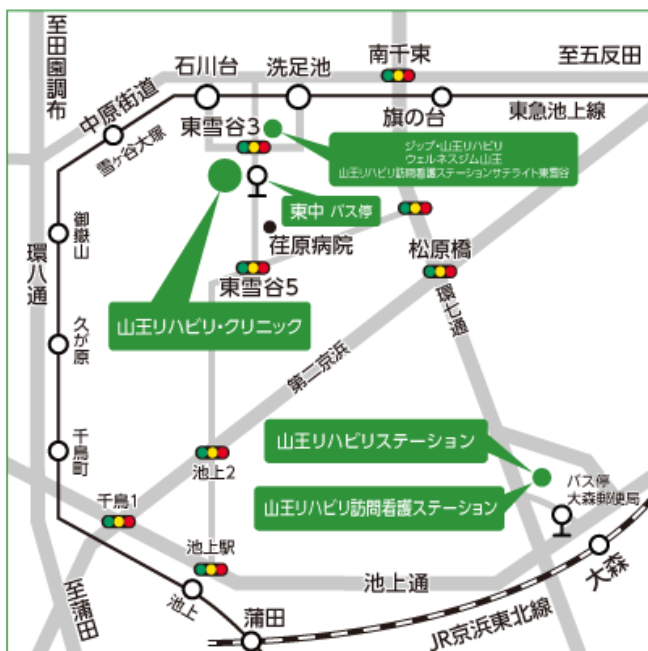 至田園調布
中原街道
石川台
洗足池
南千束
至五反田
旗の台
東急池上線
雪ヶ谷大塚
東雪谷3
ジップ・山王リハビリ
ウェルネスジム山王
山王リハビリ訪問看護ステーションサテライト東雪谷
東中 バス停
御嶽山
環八通
荏原病院
松原橋
東雪谷5
環七通
山王リハビリ・クリニック
久が原
第二京浜
千鳥町
池上2
山王リハビリステーション
山王リハビリ訪問看護ステーション
バス停
大森郵便局
千鳥1
池上駅
至蒲田
池上
池上通
大森
蒲田
JR京浜東北線